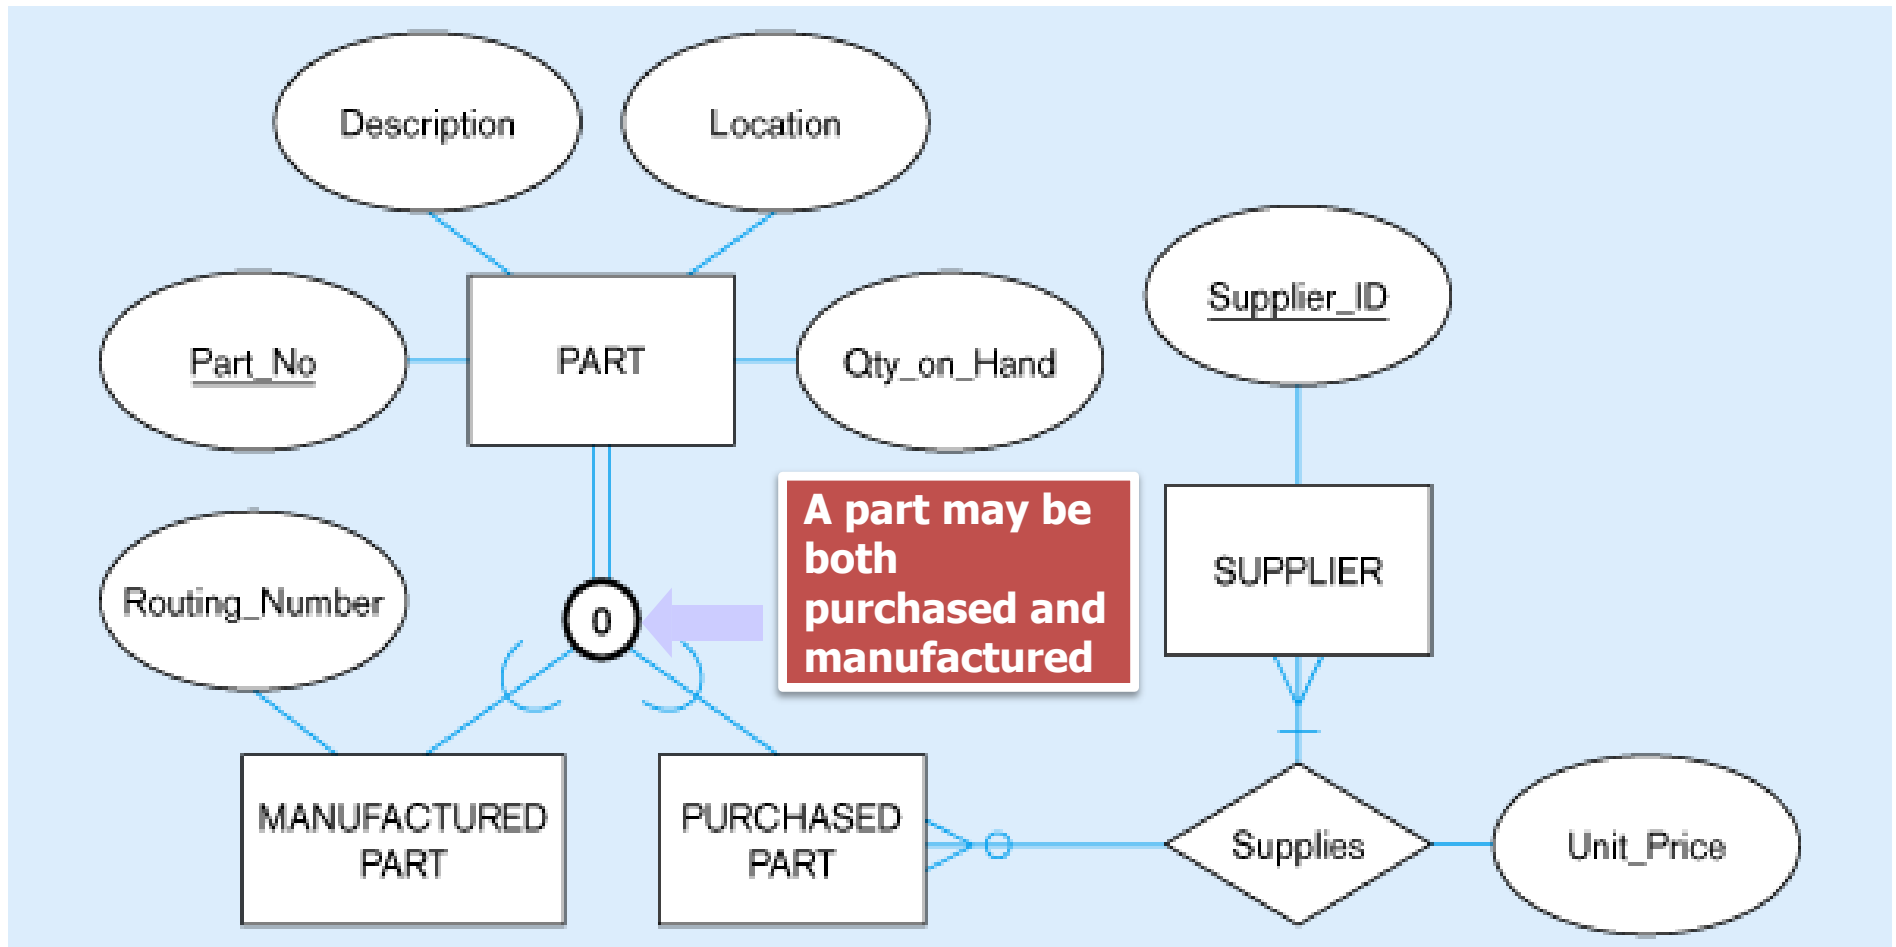 Description
Location
Part_No
PART
Qty_on_Hand
Supplier_ID
Routing_Number
0
A part may be
both
purchased and
manufactured
SUPPLIER
MANUFACTURED
PART
PURCHASED
PART
Supplies
Unit_Price